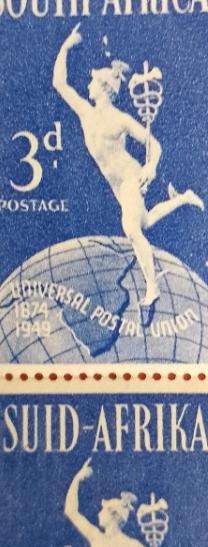 SOUTH AFRICA
3d
POSTAGE
UNIVERSAL POSTAL UNION
1874
1949
SUID-AFRIKA